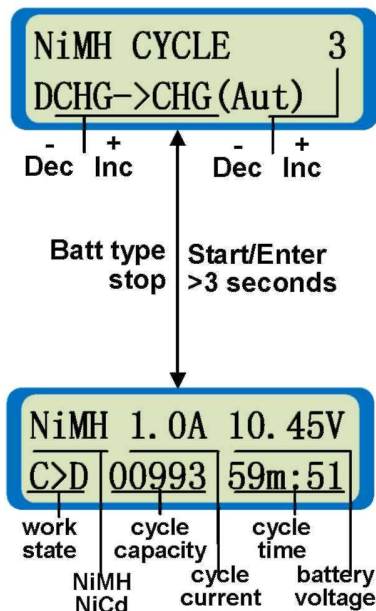 NiMH CYCLE 3
DCHG->CHG(Aut)
- + - +
Dec Inc Dec Inc
Batt type Start/Enter
stop >3 seconds
NiMH 1.0A 10.45V
C>D 00993 59m:51
work cycle cycle
state capacity time
NiMH cycle battery
NiCd current voltage